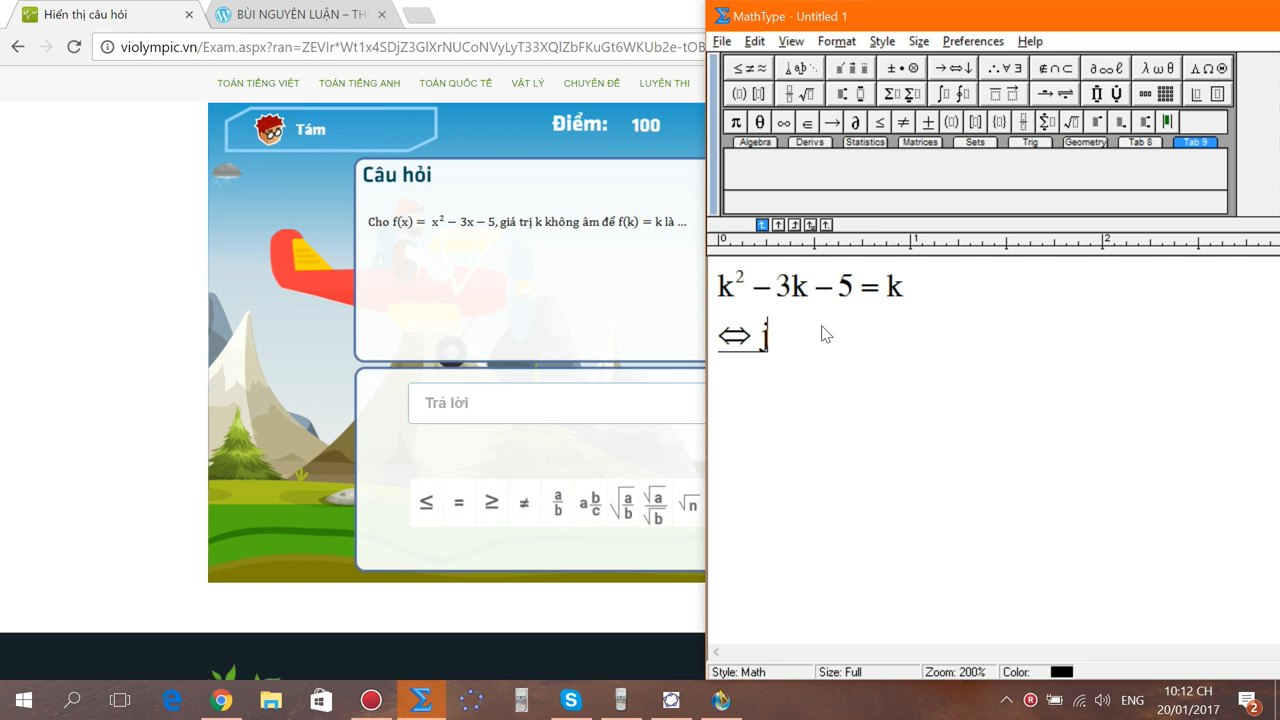 Hiển thị câu hỏi
BÙI NGUYÊN LUẬN – TH
violympic.vn/Exam.aspx?ran=
TOÁN TIẾNG VIỆT TOÁN TIẾNG ANH TOÁN QUỐC TẾ VẬT LÝ CHUYÊN ĐỀ LUYỆN THI
Tám
Điểm: 100
Câu hỏi
Cho f(x) = x² − 3x − 5, giá trị k không âm để f(k) = k là ...
Trả lời
≤ = ≥ ≠ a/b a b/c √(a/b) √a/√b √n
MathType - Untitled 1
File Edit View Format Style Size Preferences Help
Algebra Derivs Statistics Matrices Sets Trig Geometry Tab 8 Tab 9
0 1 2
k² − 3k − 5 = k
⇔ j
Style: Math Size: Full Zoom: 200% Color:
ENG
10:12 CH
20/01/2017
2